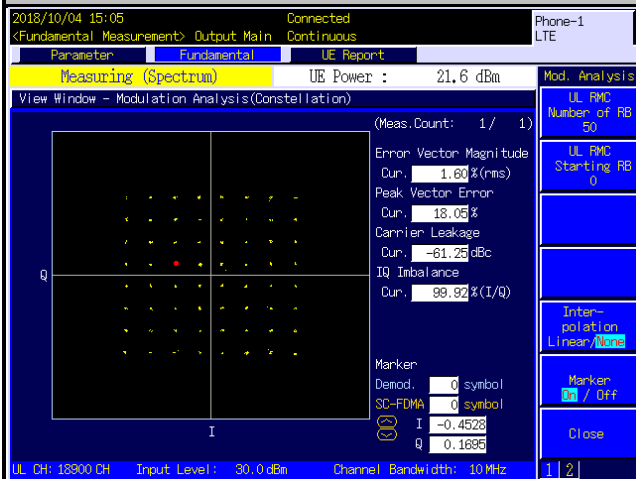 2018/10/04 15:05 Connected Phone-1
<Fundamental Measurement> Output Main Continuous LTE
Parameter Fundamental UE Report
Measuring (Spectrum) UE Power : 21.6 dBm Mod. Analysis
View Window - Modulation Analysis(Constellation)
(Meas.Count: 1/ 1)
Error Vector Magnitude
Cur. 1.60 %(rms)
Peak Vector Error
Cur. 18.05 %
Carrier Leakage
Cur. -61.25 dBc
IQ Imbalance
Cur. 99.92 %(I/Q)
Q
I
Marker
Demod. 0 symbol
SC-FDMA 0 symbol
I -0.4528
Q 0.1695
UL RMC
Number of RB
50
UL RMC
Starting RB
0
Inter-
polation
Linear/None
Marker
On / Off
Close
UL CH: 18900 CH Input Level: 30.0 dBm Channel Bandwidth: 10 MHz 1 2